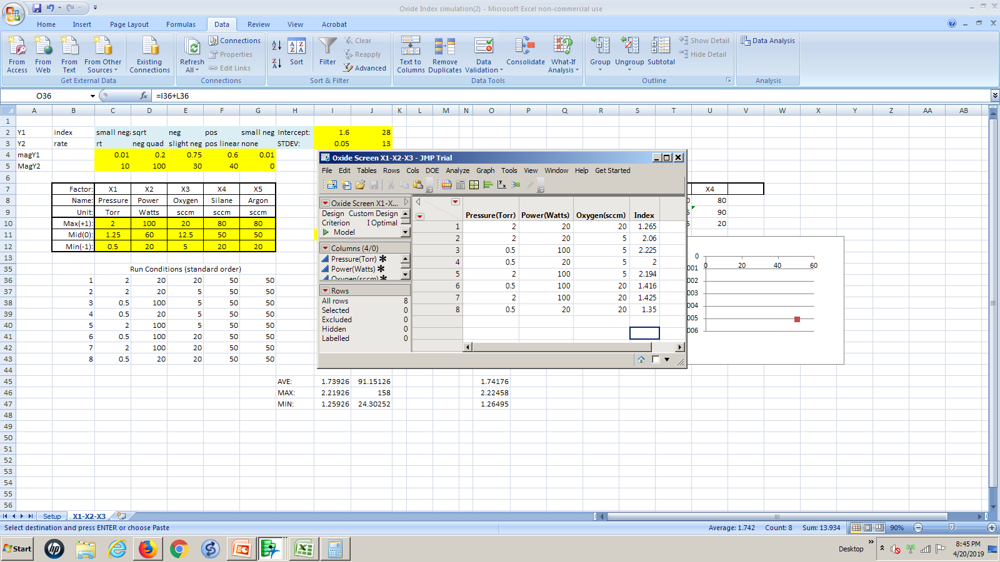 Oxide Index simulation(2) - Microsoft Excel non-commercial use
Home Insert Page Layout Formulas Data Review View Acrobat
From Access From Web From Text From Other Sources Existing Connections
Get External Data
Refresh All Connections Properties Edit Links
Connections
Sort Filter Clear Reapply Advanced
Sort & Filter
Text to Columns Remove Duplicates Data Validation Consolidate What-If Analysis
Data Tools
Group Ungroup Subtotal Show Detail Hide Detail
Outline
Data Analysis
Analysis
O36 fx =I36+L36
A B C D E F G H I J K L M N O P Q R S T U V W X Y Z AA AB
1
2 Y1 index small nega sqrt neg pos small neg Intercept: 1.6 28
3 Y2 rate rt neg quad slight neg pos linear none STDEV: 0.05 13
4 magY1 0.01 0.2 0.75 0.6 0.01
5 MagY2 10 100 30 40 0
6
7 Factor: X1 X2 X3 X4 X5 X4
8 Name: Pressure Power Oxygen Silane Argon 80
9 Unit: Torr Watts sccm sccm sccm 90
10 Max(+1): 2 100 20 80 80 20
11 Mid(0): 1.25 60 12.5 50 50
12 Min(-1): 0.5 20 5 20 20
13
35 Run Conditions (standard order)
36 1 2 20 20 50 50
37 2 2 20 5 50 50
38 3 0.5 100 5 50 50
39 4 0.5 20 5 50 50
40 5 2 100 5 50 50
41 6 0.5 100 20 50 50
42 7 2 100 20 50 50
43 8 0.5 20 20 50 50
44
45 AVE: 1.73926 91.15126 1.74176
46 MAX: 2.21926 158 2.22458
47 MIN: 1.25926 24.30252 1.26495
48
49
50
51
52
53
54
55
56
Oxide Screen X1-X2-X3 - JMP Trial
File Edit Tables Rows Cols DOE Analyze Graph Tools View Window Help Get Started
Oxide Screen X1-X...
Design Custom Design
Criterion I Optimal
Model
Columns (4/0)
Pressure(Torr)
Power(Watts)
Oxygen(sccm)
Rows
All rows 8
Selected 0
Excluded 0
Hidden 0
Labelled 0
Pressure(Torr) Power(Watts) Oxygen(sccm) Index
1 2 20 20 1.265
2 2 20 5 2.06
3 0.5 100 5 2.225
4 0.5 20 5 2
5 2 100 5 2.194
6 0.5 100 20 1.416
7 2 100 20 1.425
8 0.5 20 20 1.35
0
001 0 20 40 60
002
003
004
005
006
Setup X1-X2-X3
Select destination and press ENTER or choose Paste Average: 1.742 Count: 8 Sum: 13.934 90%
Start Desktop 8:45 PM
4/20/2019